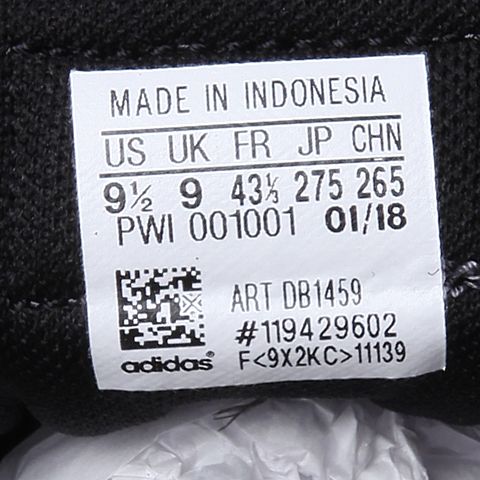 MADE IN INDONESIA
US UK FR JP CHN
9½ 9 43⅓ 275 265
PWI 001001 01/18
ART DB1459
#119429602
adidas F<9X2KC>11139